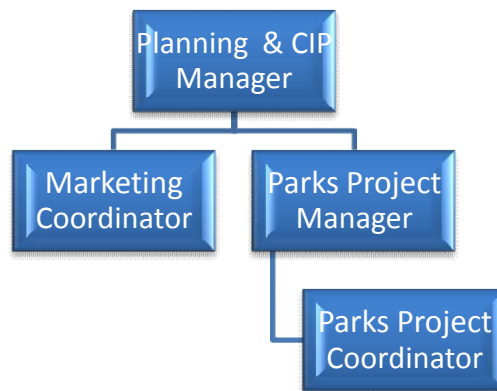 Planning & CIP
Manager
Marketing
Coordinator
Parks Project
Manager
Parks Project
Coordinator